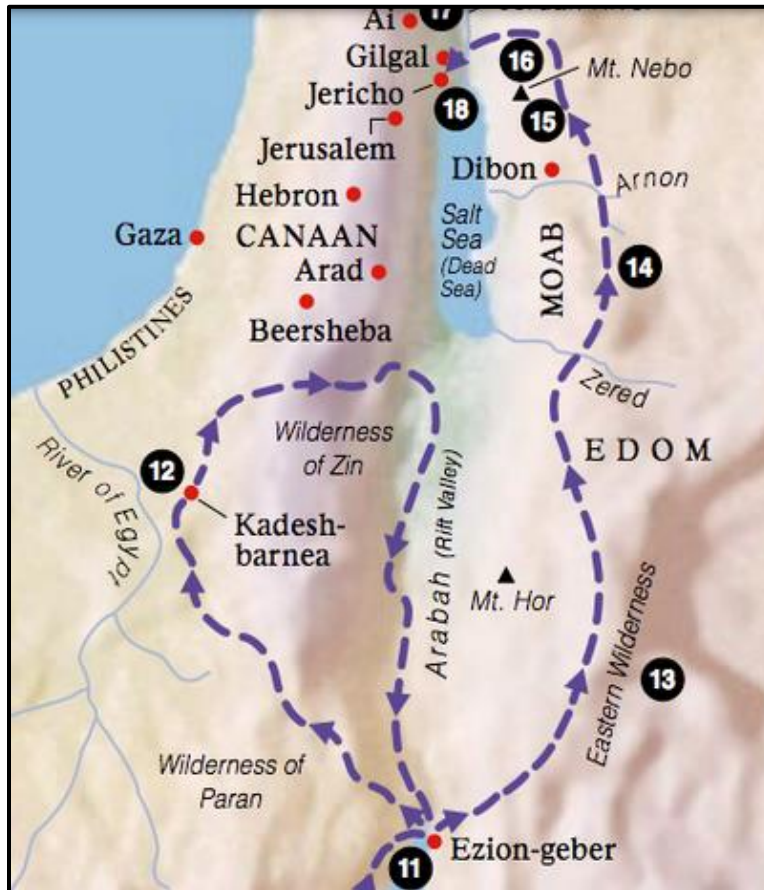 17
Ai
Gilgal
16
Mt. Nebo
Jericho
18
15
Jerusalem
Dibon
Arnon
Hebron
Salt
Sea
(Dead
Sea)
Gaza
CANAAN
MOAB
14
Arad
Beersheba
PHILISTINES
Zered
Wilderness
of Zin
EDOM
12
River of Egypt
Kadesh-
barnea
Arabah (Rift Valley)
Mt. Hor
Eastern Wilderness
13
Wilderness of
Paran
11
Ezion-geber